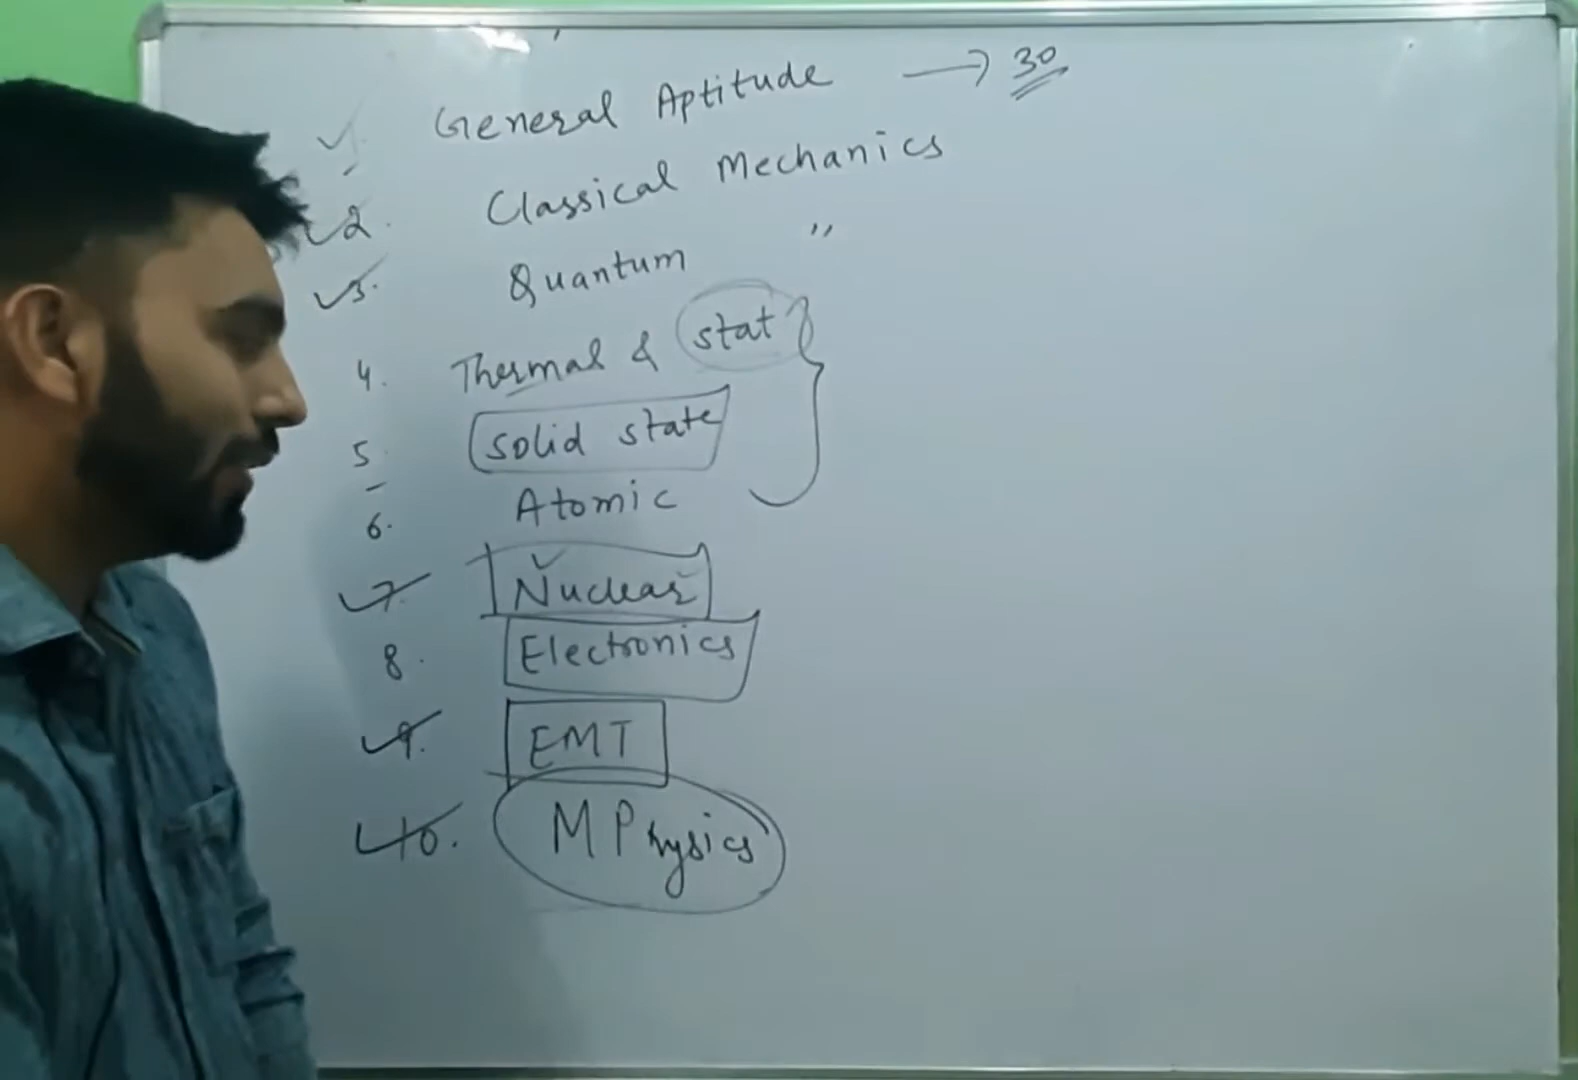 1. General Aptitude → 30
2. Classical Mechanics
3. Quantum "
4. Thermal & stat
5. solid state
6. Atomic
7. Nuclear
8. Electronics
9. EMT
10. M Physics